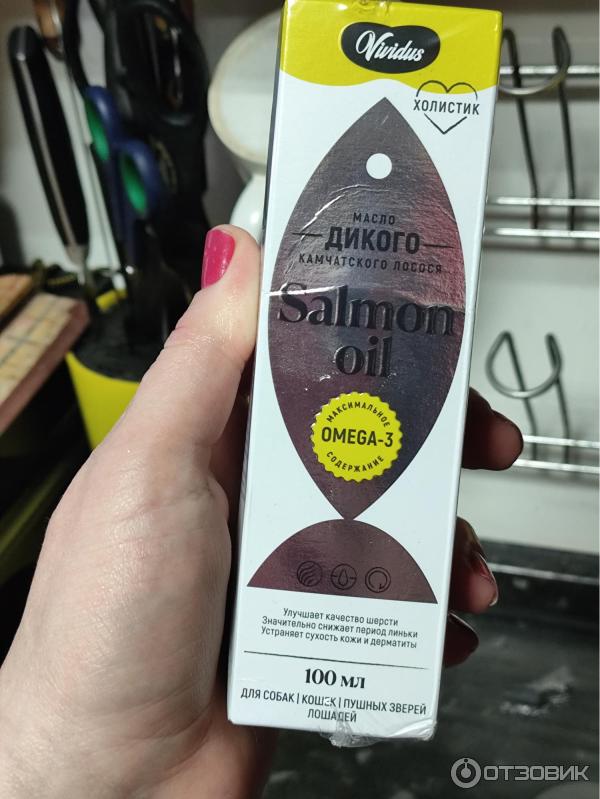 Vividus
ХОЛИСТИК
МАСЛО
ДИКОГО
КАМЧАТСКОГО ЛОСОСЯ
Salmon
oil
МАКСИМАЛЬНОЕ
OMEGA-3
СОДЕРЖАНИЕ
Улучшает качество шерсти
Значительно снижает период линьки
Устраняет сухость кожи и дерматиты
100 МЛ
ДЛЯ СОБАК | КОШЕК | ПУШНЫХ ЗВЕРЕЙ
ЛОШАДЕЙ
ОТЗОВИК